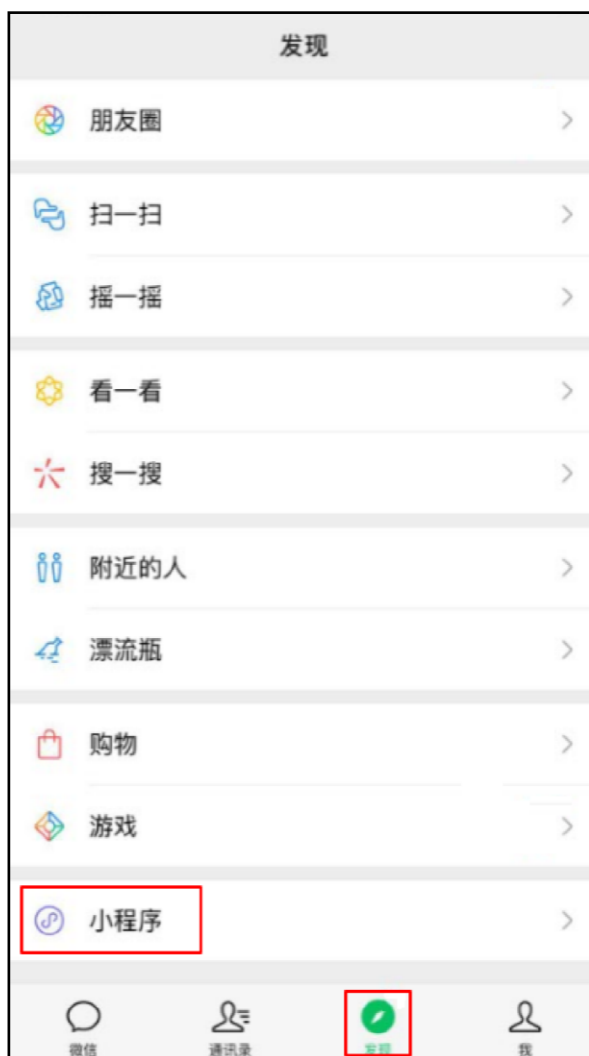 发现
朋友圈
扫一扫
摇一摇
看一看
搜一搜
附近的人
漂流瓶
购物
游戏
小程序
微信 通讯录 发现 我